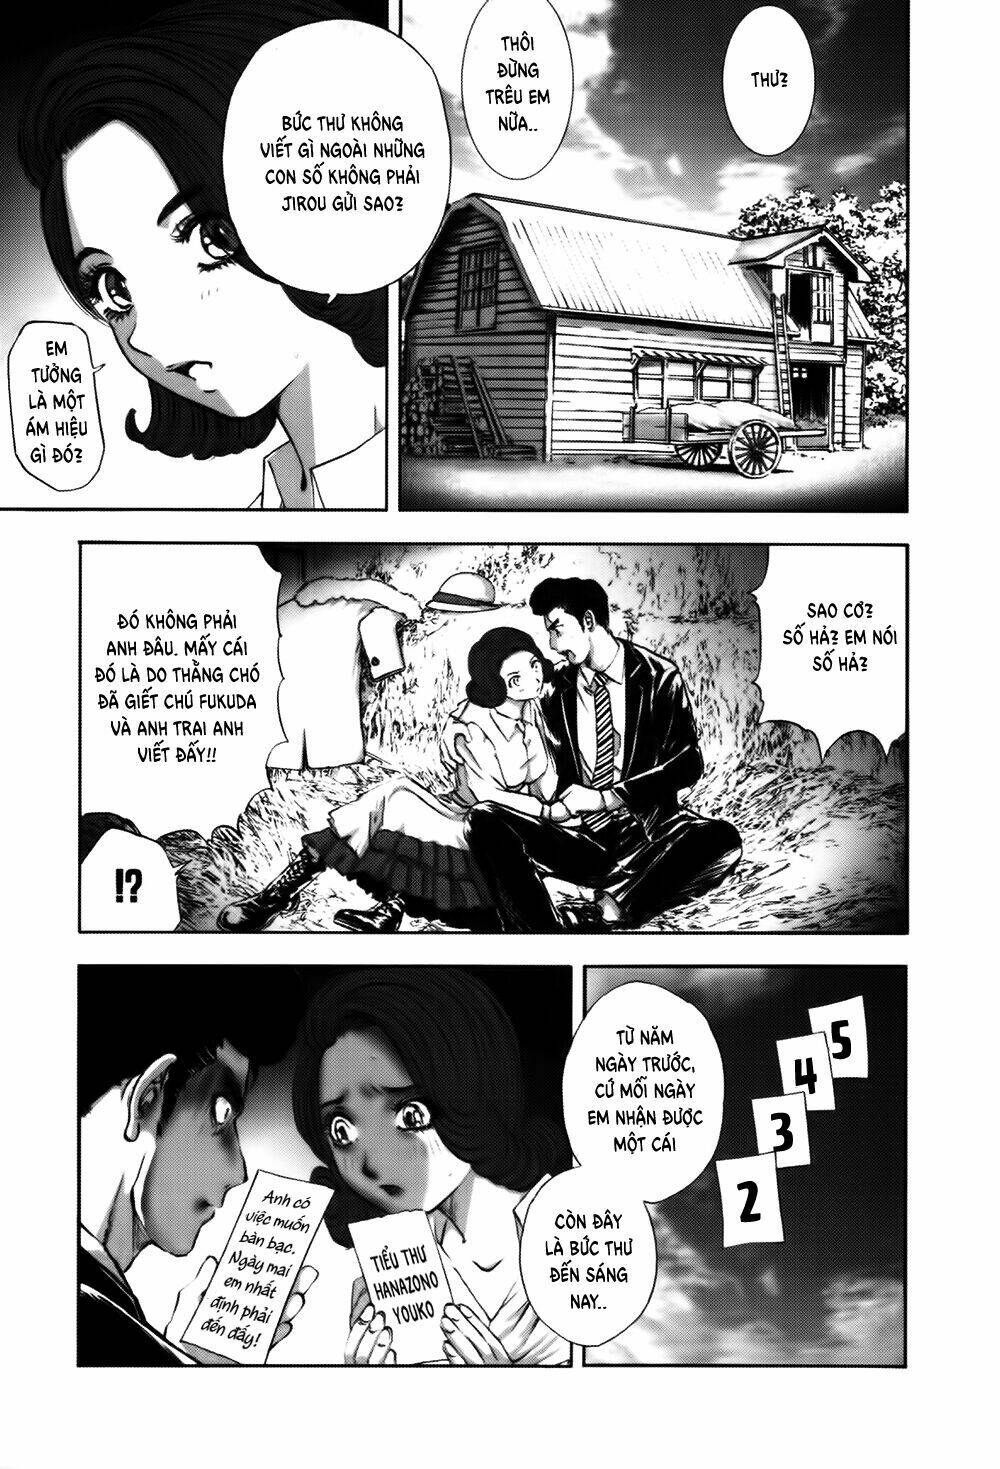 THƯ?
THÔI
ĐỪNG
TRÊU EM
NỮA..
BỨC THƯ KHÔNG
VIẾT GÌ NGOÀI NHỮNG
CON SỐ KHÔNG PHẢI
JIROU GỬI SAO?
EM
TƯỞNG
LÀ MỘT
ÁM HIỆU
GÌ ĐÓ?
SAO CƠ?
SỐ HẢ? EM NÓI
SỐ HẢ?
ĐÓ KHÔNG PHẢI
ANH ĐÂU. MẤY CÁI
ĐÓ LÀ DO THẰNG CHÓ
ĐÃ GIẾT CHÚ FUKUDA
VÀ ANH TRAI ANH
VIẾT ĐẤY!!
!?
5
4
3
2
TỪ NĂM
NGÀY TRƯỚC,
CỨ MỖI NGÀY
EM NHẬN ĐƯỢC
MỘT CÁI
CÒN ĐÂY
LÀ BỨC THƯ
ĐẾN SÁNG
NAY..
TIỂU THƯ
HANAZONO
YOUKO
Anh có
việc muốn
bàn bạc.
Ngày mai
em nhất
định phải
đến đấy!